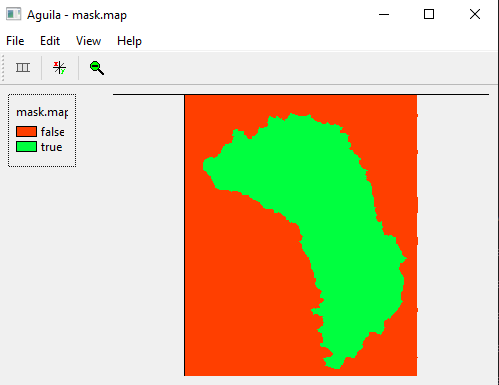 Aguila - mask.map
File Edit View Help
mask.map
false
true